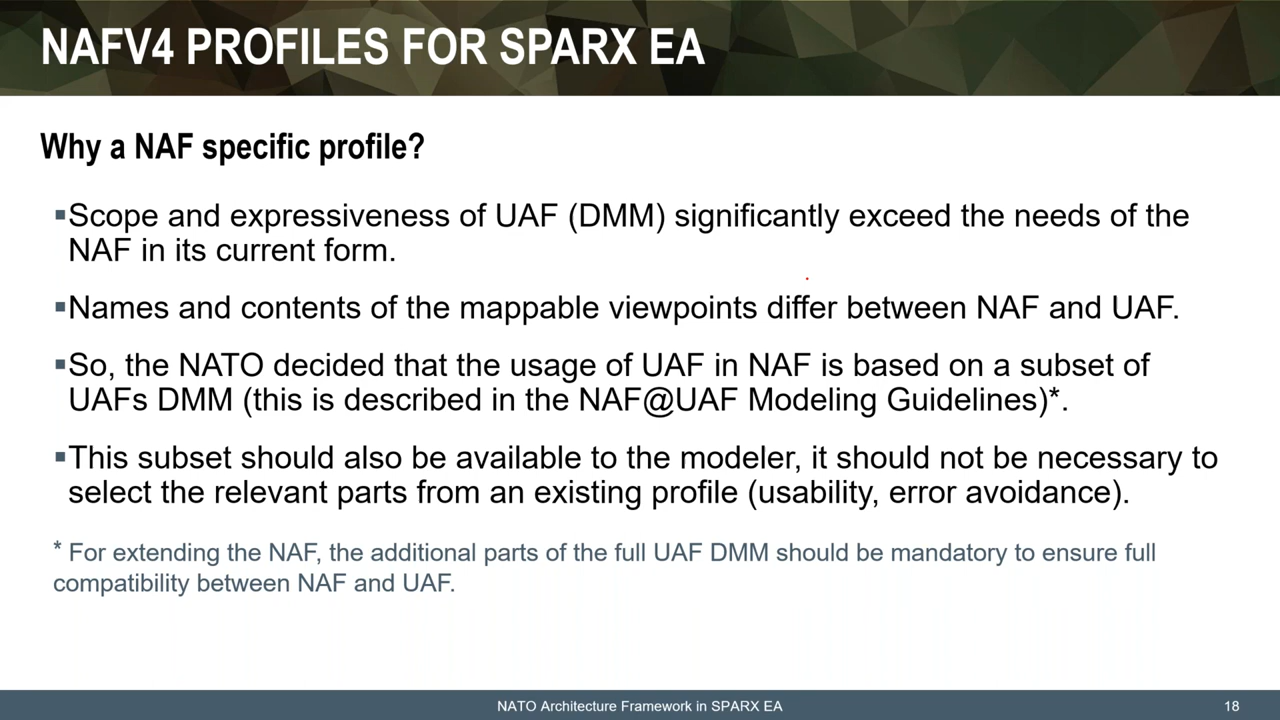 NAFV4 PROFILES FOR SPARX EA
Why a NAF specific profile?
▪Scope and expressiveness of UAF (DMM) significantly exceed the needs of the
NAF in its current form.
▪Names and contents of the mappable viewpoints differ between NAF and UAF.
▪So, the NATO decided that the usage of UAF in NAF is based on a subset of
UAFs DMM (this is described in the NAF@UAF Modeling Guidelines)*.
▪This subset should also be available to the modeler, it should not be necessary to
select the relevant parts from an existing profile (usability, error avoidance).
* For extending the NAF, the additional parts of the full UAF DMM should be mandatory to ensure full
compatibility between NAF and UAF.
NATO Architecture Framework in SPARX EA
18